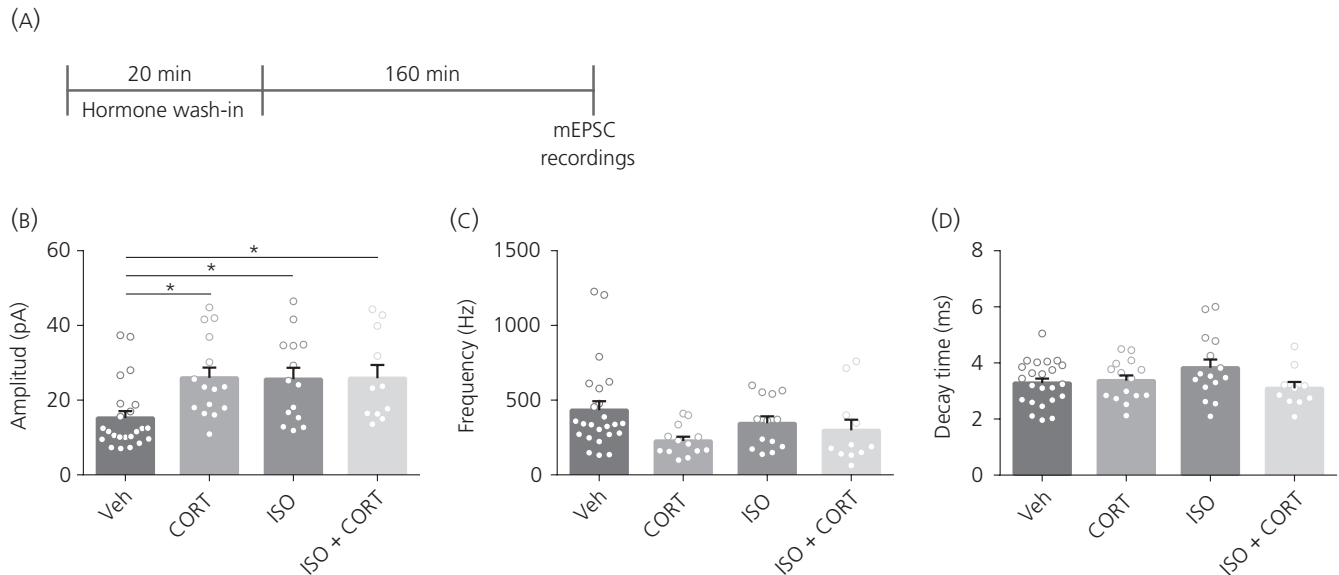 (A)
20 min
160 min
Hormone wash-in
mEPSC
recordings
(B)
Amplitud (pA)
60
40
20
0
*
*
*
Veh
CORT
ISO
ISO + CORT
(C)
Frequency (Hz)
1500
1000
500
0
Veh
CORT
ISO
ISO + CORT
(D)
Decay time (ms)
8
6
4
2
0
Veh
CORT
ISO
ISO + CORT